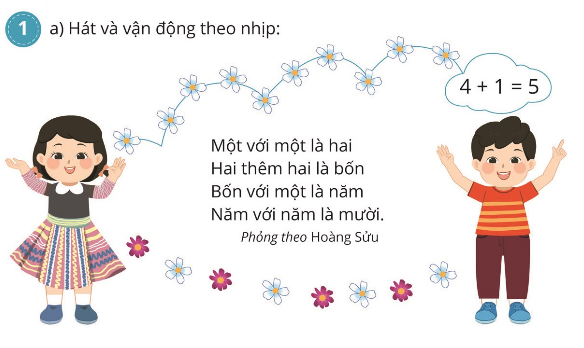 1 a) Hát và vận động theo nhịp:
4 + 1 = 5
Một với một là hai
Hai thêm hai là bốn
Bốn với một là năm
Năm với năm là mười.
Phỏng theo Hoàng Sửu